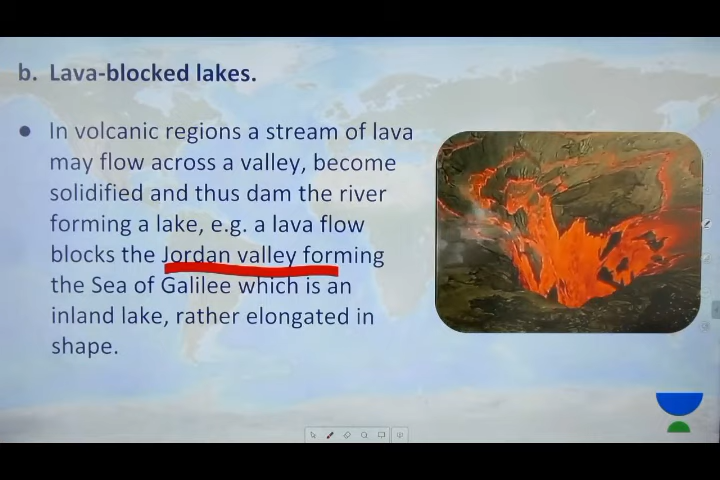 b. Lava-blocked lakes.
● In volcanic regions a stream of lava
may flow across a valley, become
solidified and thus dam the river
forming a lake, e.g. a lava flow
blocks the Jordan valley forming
the Sea of Galilee which is an
inland lake, rather elongated in
shape.